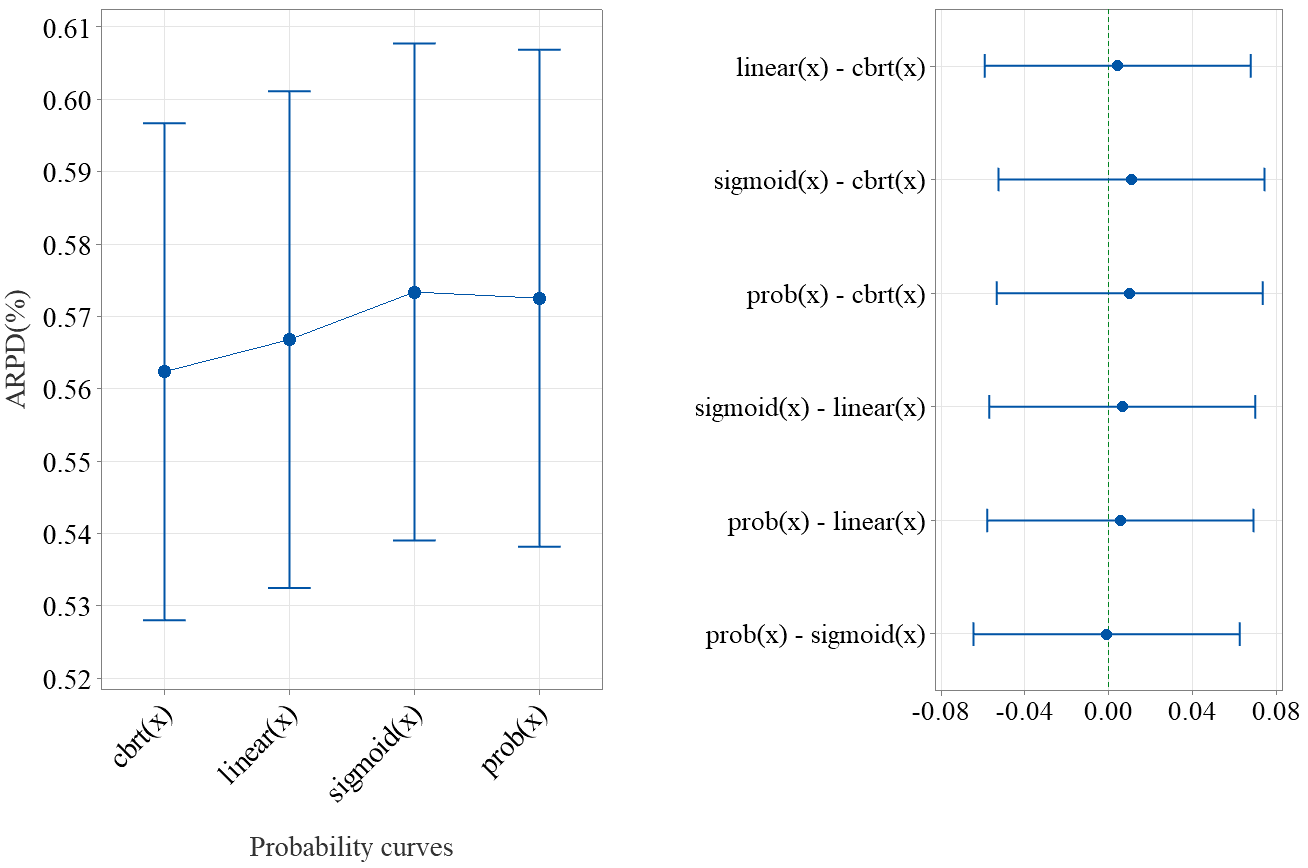 0.61
0.60
0.59
0.58
0.57
0.56
0.55
0.54
0.53
0.52
ARPD(%)
cbrt(x)
linear(x)
sigmoid(x)
prob(x)
Probability curves
linear(x) - cbrt(x)
sigmoid(x) - cbrt(x)
prob(x) - cbrt(x)
sigmoid(x) - linear(x)
prob(x) - linear(x)
prob(x) - sigmoid(x)
-0.08 -0.04 0.00 0.04 0.08